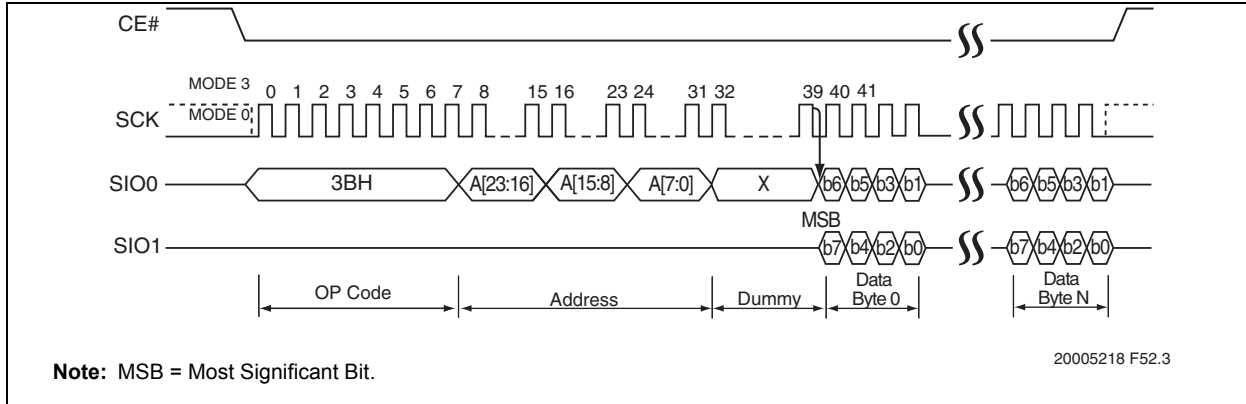 CE#
MODE 3
0 1 2 3 4 5 6 7 8 15 16 23 24 31 32 39 40 41
SCK MODE 0
SIO0 3BH A[23:16] A[15:8] A[7:0] X b6 b5 b3 b1 b6 b5 b3 b1
MSB
SIO1 b7 b4 b2 b0 b7 b4 b2 b0
OP Code Address Dummy Data Byte 0 Data Byte N
Note: MSB = Most Significant Bit.
20005218 F52.3